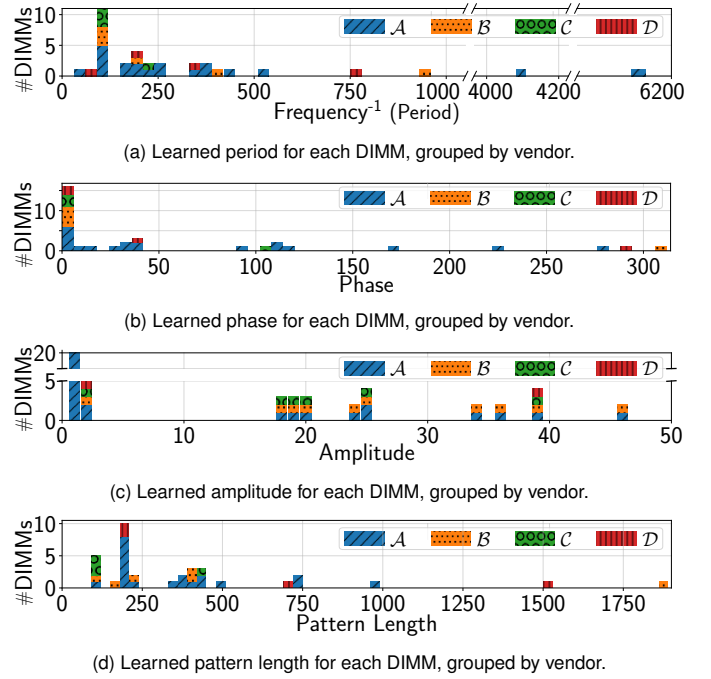 #DIMMs
10
5
0
A B C D
0 250 500 750 1000 4000 4200 6200
Frequency-1 (Period)
(a) Learned period for each DIMM, grouped by vendor.
#DIMMs
10
0
A B C D
0 50 100 150 200 250 300
Phase
(b) Learned phase for each DIMM, grouped by vendor.
#DIMMs
20
5
0
A B C D
0 10 20 30 40 50
Amplitude
(c) Learned amplitude for each DIMM, grouped by vendor.
#DIMMs
10
5
0
A B C D
0 250 500 750 1000 1250 1500 1750
Pattern Length
(d) Learned pattern length for each DIMM, grouped by vendor.